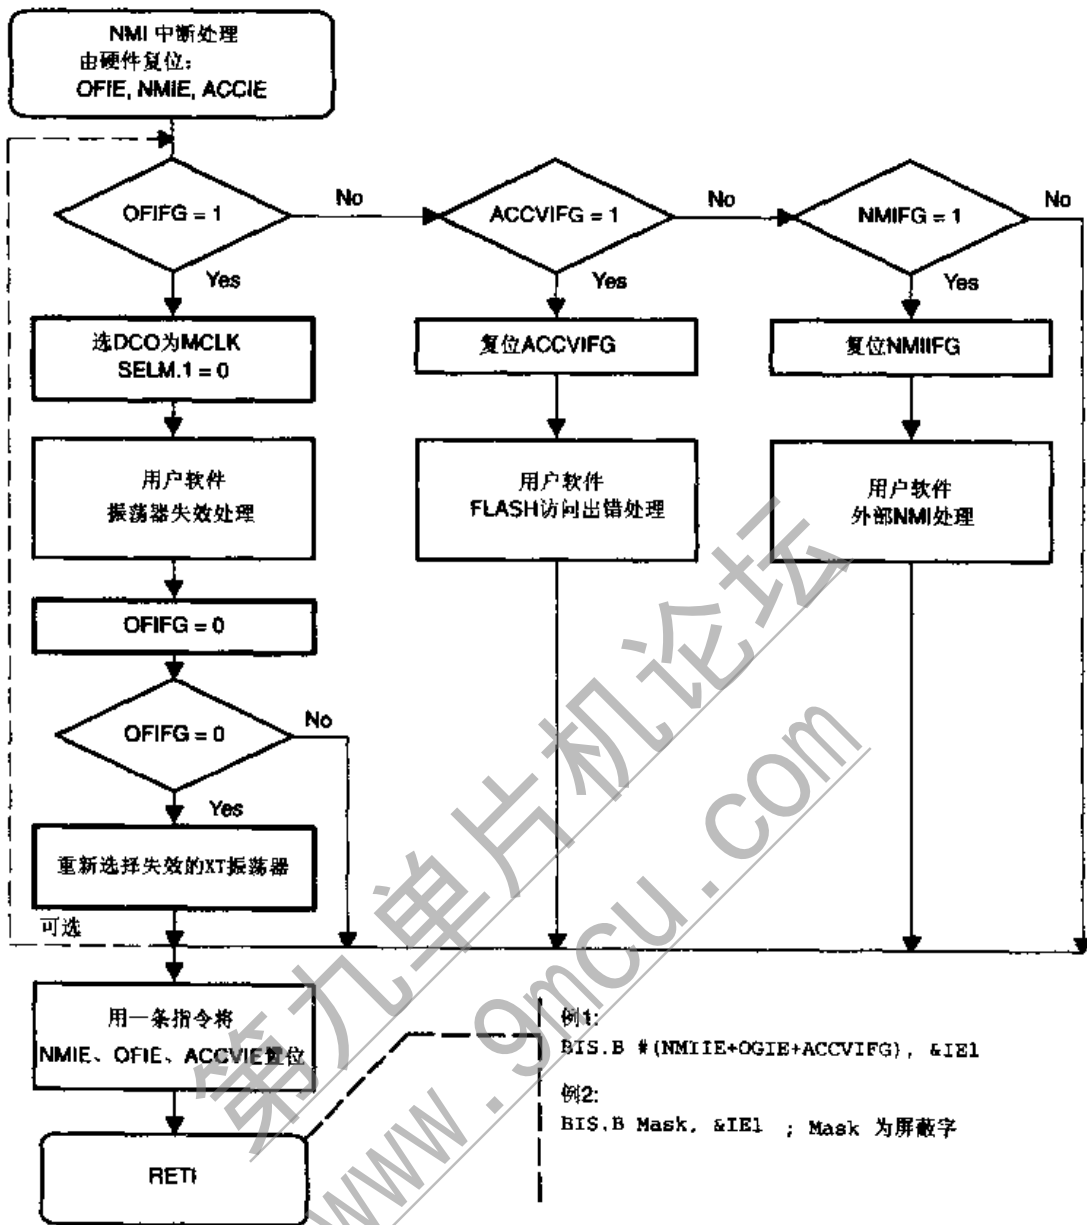 NMI 中断处理
由硬件复位:
OFIE, NMIE, ACCIE
OFIFG = 1
No
ACCVIFG = 1
No
NMIFG = 1
No
Yes
Yes
Yes
选DCO为MCLK
SELM.1 = 0
复位ACCVIFG
复位NMIIFG
用户软件
振荡器失效处理
用户软件
FLASH访问出错处理
用户软件
外部NMI处理
OFIFG = 0
OFIFG = 0
No
Yes
重新选择失效的XT振荡器
可选
用一条指令将
NMIE、OFIE、ACCVIE置位
RETI
例1:
BIS.B #(NMIIE+OGIE+ACCVIFG), &IE1
例2:
BIS.B Mask, &IE1 ; Mask 为屏蔽字
第九单片机论坛
www.9mcu.com